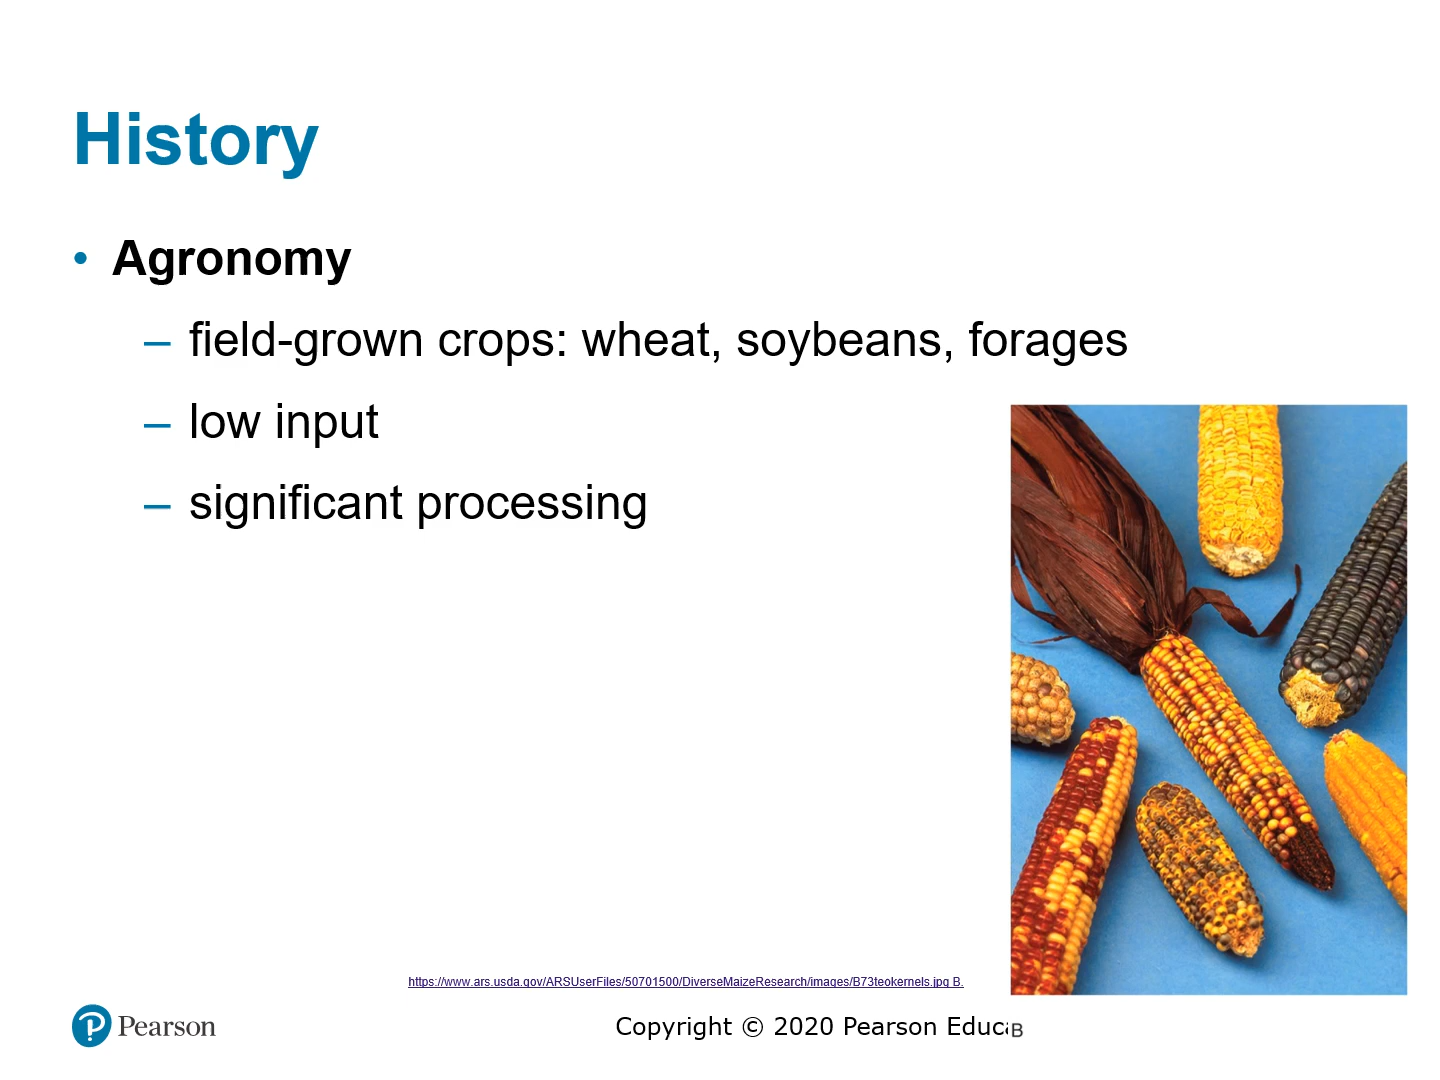 History
• Agronomy
– field-grown crops: wheat, soybeans, forages
– low input
– significant processing
https://www.ars.usda.gov/ARSUserFiles/50701500/DiverseMaizeResearch/images/B73teokernels.jpg B.
Pearson
Copyright © 2020 Pearson Educa
B